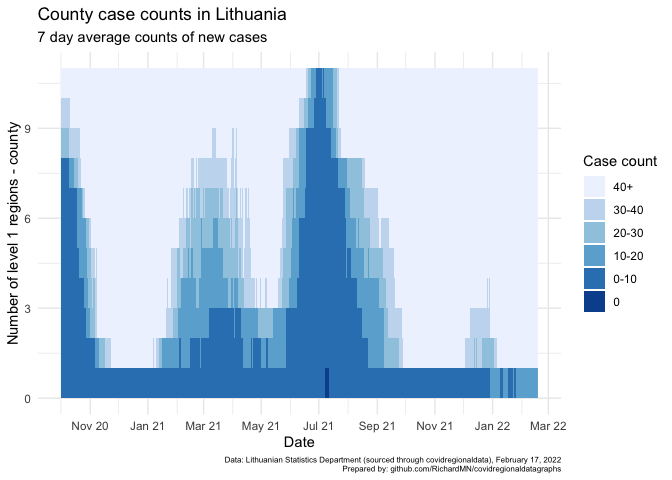 County case counts in Lithuania
7 day average counts of new cases
Number of level 1 regions - county
9
6
3
0
Nov 20 Jan 21 Mar 21 May 21 Jul 21 Sep 21 Nov 21 Jan 22 Mar 22
Date
Case count
40+
30-40
20-30
10-20
0-10
0
Data: Lithuanian Statistics Department (sourced through covidregionaldata), February 17, 2022
Prepared by: github.com/RichardMN/covidregionaldatagraphs